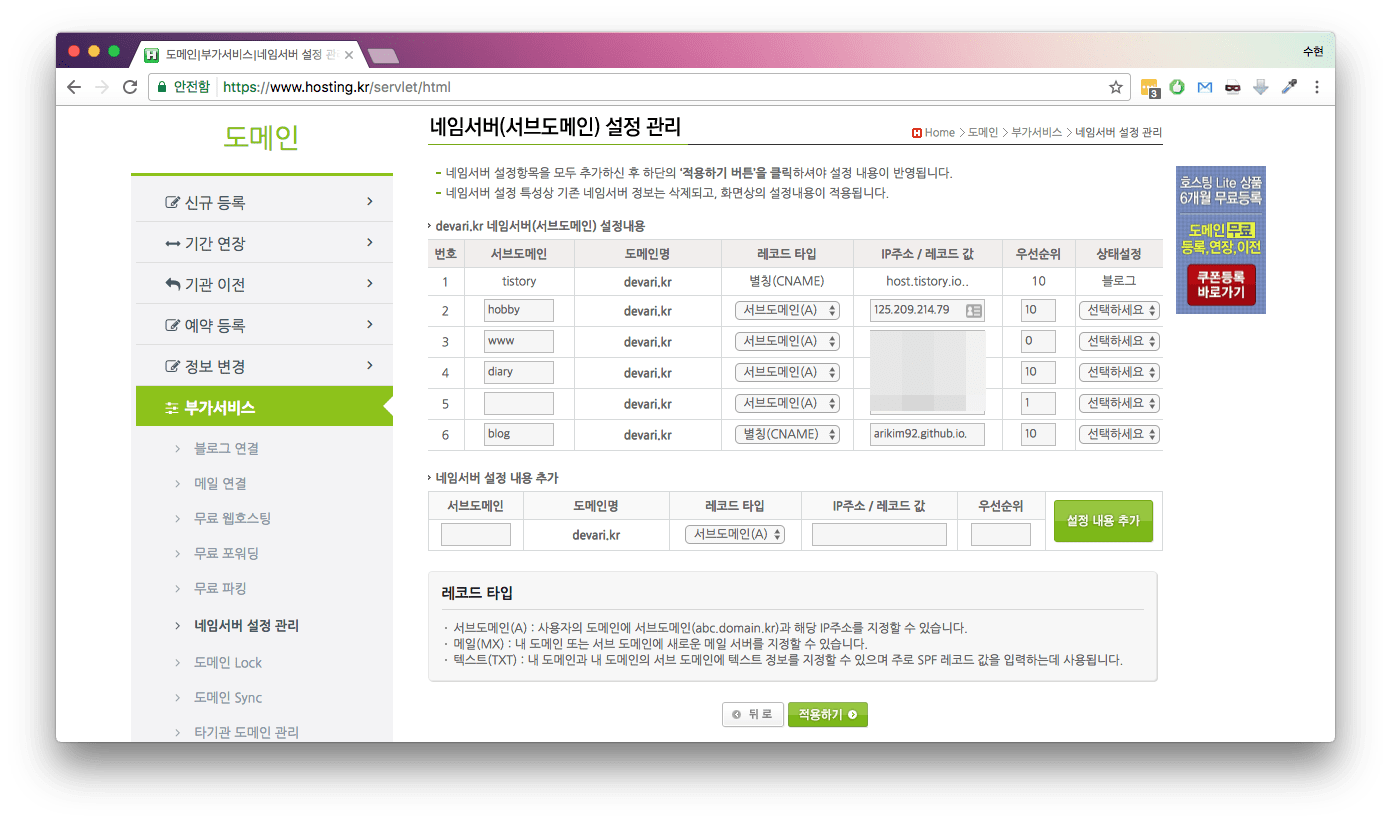 도메인|부가서비스|네임서버 설정 관
수현
안전함 https://www.hosting.kr/servlet/html
3
도메인
신규 등록
기간 연장
기관 이전
예약 등록
정보 변경
부가서비스
블로그 연결
메일 연결
무료 웹호스팅
무료 포워딩
무료 파킹
네임서버 설정 관리
도메인 Lock
도메인 Sync
타기관 도메인 관리
네임서버(서브도메인) 설정 관리
Home > 도메인 > 부가서비스 > 네임서버 설정 관리
- 네임서버 설정항목을 모두 추가하신 후 하단의 '적용하기 버튼'을 클릭하셔야 설정 내용이 반영됩니다.
- 네임서버 설정 특성상 기존 네임서버 정보는 삭제되고, 화면상의 설정내용이 적용됩니다.
devari.kr 네임서버(서브도메인) 설정내용
번호 서브도메인 도메인명 레코드 타입 IP주소 / 레코드 값 우선순위 상태설정
1 tistory devari.kr 별칭(CNAME) host.tistory.io.. 10 블로그
2 hobby devari.kr 서브도메인(A) 125.209.214.79 10 선택하세요
3 www devari.kr 서브도메인(A) 0 선택하세요
4 diary devari.kr 서브도메인(A) 10 선택하세요
5 devari.kr 서브도메인(A) 1 선택하세요
6 blog devari.kr 별칭(CNAME) arikim92.github.io. 10 선택하세요
네임서버 설정 내용 추가
서브도메인 도메인명 레코드 타입 IP주소 / 레코드 값 우선순위
devari.kr 서브도메인(A)
설정 내용 추가
레코드 타입
· 서브도메인(A) : 사용자의 도메인에 서브도메인(abc.domain.kr)과 해당 IP주소를 지정할 수 있습니다.
· 메일(MX) : 내 도메인 또는 서브 도메인에 새로운 메일 서버를 지정할 수 있습니다.
· 텍스트(TXT) : 내 도메인과 내 도메인의 서브 도메인에 텍스트 정보를 지정할 수 있으며 주로 SPF 레코드 값을 입력하는데 사용됩니다.
뒤 로
적용하기
호스팅 Lite 상품
6개월 무료등록
도메인무료
등록,연장,이전
쿠폰등록
바로가기